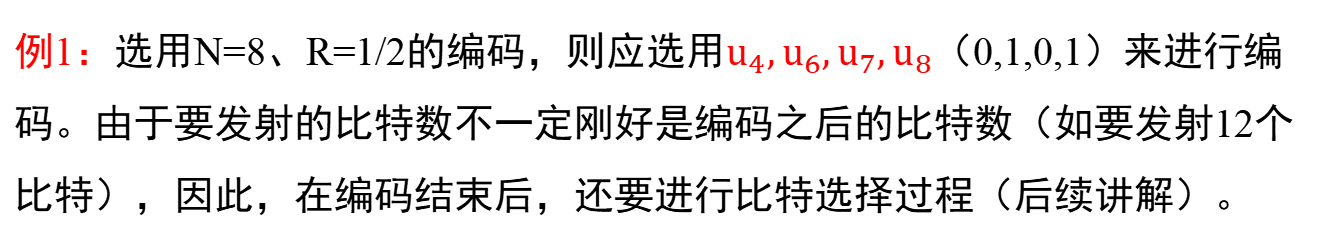 例1：选用N=8、R=1/2的编码，则应选用u₄, u₆, u₇, u₈（0,1,0,1）来进行编
码。由于要发射的比特数不一定刚好是编码之后的比特数（如要发射12个
比特），因此，在编码结束后，还要进行比特选择过程（后续讲解）。